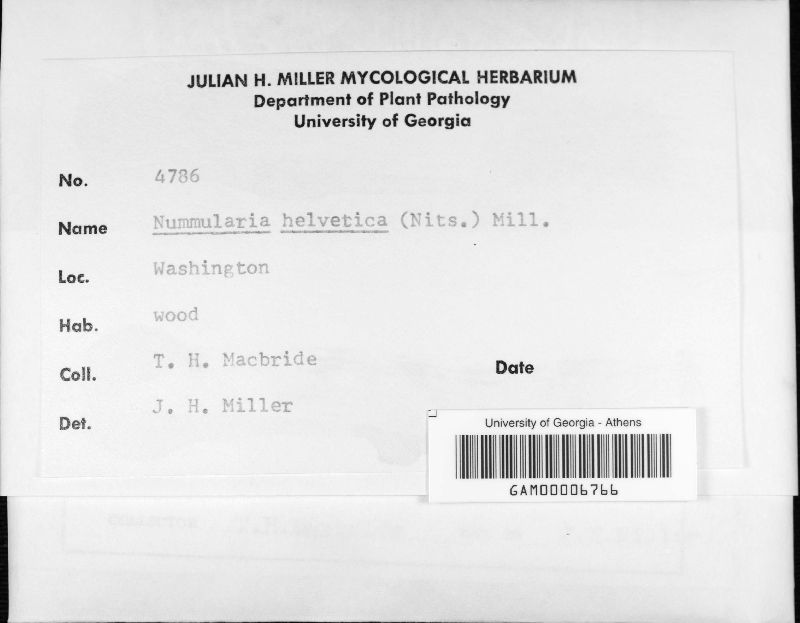 JULIAN H. MILLER MYCOLOGICAL HERBARIUM
Department of Plant Pathology
University of Georgia
No. 4786
Name Nummularia helvetica (Nits.) Mill.
Loc. Washington
Hab. wood
Coll. T. H. Macbride Date
Det. J. H. Miller
University of Georgia - Athens
GAM00006766